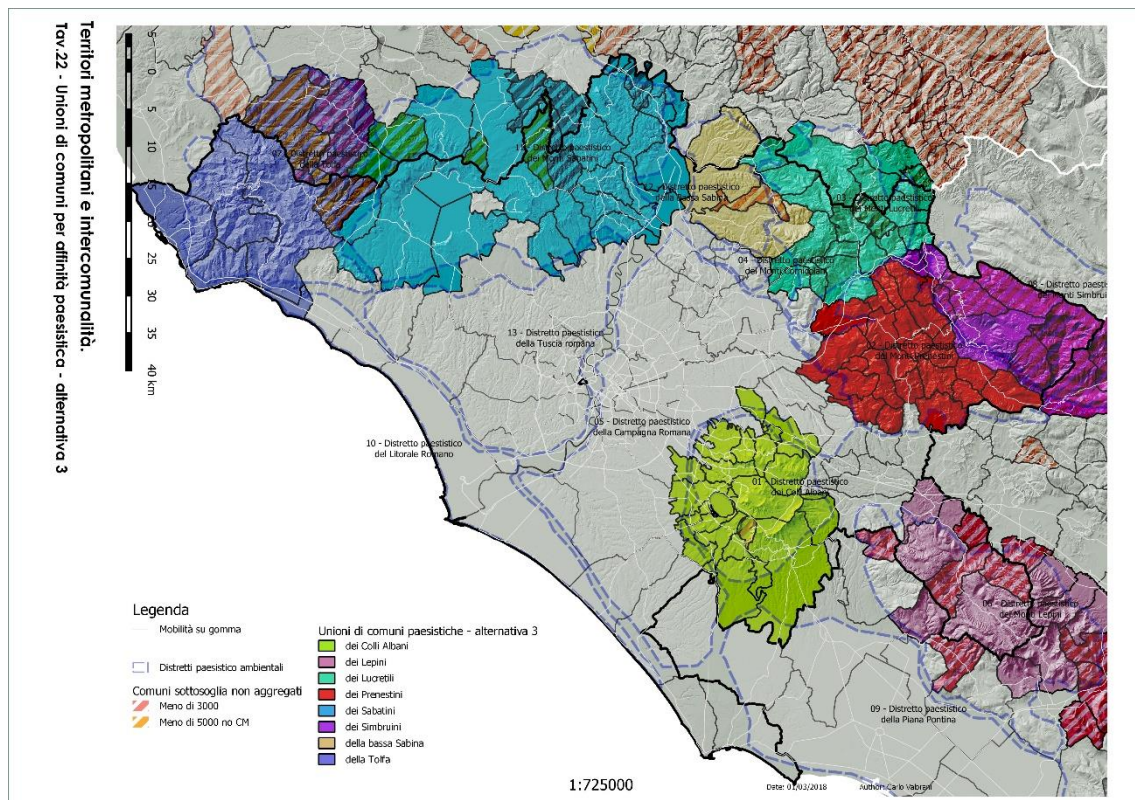 Territori metropolitani e intercomunalità.
Tav.22 - Unioni di comuni per affinità paesistica - alternativa 3
5
0
5
10
15
20
25
30
35
40 km
11 - Distretto paesistico
dei Monti Sabatini
Distretto paesistico
della bassa Sabina
03 - Distretto paesistico
dei Monti Lucretili
04 - Distretto paesistico
dei Monti Cornicolani
08 - Distretto paesisti
dei Monti Simbrui
13 - Distretto paesistico
della Tuscia romana
Distretto paesistico
dei Monti Prenestini
05 - Distretto paesistico
della Campagna Romana
10 - Distretto paesistico
del Litorale Romano
01 - Distretto paesistico
dei Colli Albani
06 - Distretto paesistico
dei Monti Lepini
09 - Distretto paesistico
della Piana Pontina
Legenda
Mobilità su gomma
Distretti paesistico ambientali
Comuni sottosoglia non aggregati
Meno di 3000
Meno di 5000 no CM
Unioni di comuni paesistiche - alternativa 3
dei Colli Albani
dei Lepini
dei Lucretili
dei Prenestini
dei Sabatini
dei Simbruini
della bassa Sabina
della Tolfa
1:725000
Date: 01/03/2018
Author: Carlo Vabrani